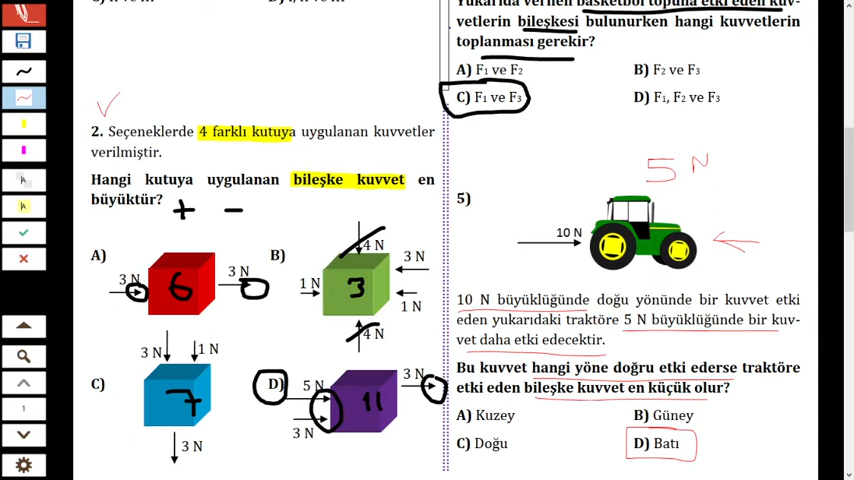 2. Seçeneklerde 4 farklı kutuya uygulanan kuvvetler
verilmiştir.
Hangi kutuya uygulanan bileşke kuvvet en
büyüktür?
+ −
A)
3 N
6
3 N
B)
4 N
3 N
1 N
3
1 N
4 N
C)
3 N
1 N
7
3 N
D)
5 N
3 N
11
3 N
Yukarıda verilen basketbol topuna etki eden kuv-
vetlerin bileşkesi bulunurken hangi kuvvetlerin
toplanması gerekir?
A) F1 ve F2
B) F2 ve F3
C) F1 ve F3
D) F1, F2 ve F3
5 N
5)
10 N
10 N büyüklüğünde doğu yönünde bir kuvvet etki
eden yukarıdaki traktöre 5 N büyüklüğünde bir kuv-
vet daha etki edecektir.
Bu kuvvet hangi yöne doğru etki ederse traktöre
etki eden bileşke kuvvet en küçük olur?
A) Kuzey
B) Güney
C) Doğu
D) Batı
1